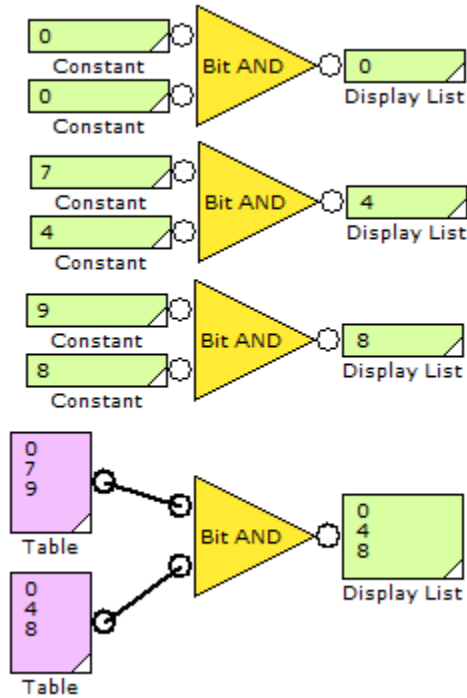 0
Constant
0
Constant
Bit AND
0
Display List
7
Constant
4
Constant
Bit AND
4
Display List
9
Constant
8
Constant
Bit AND
8
Display List
0
7
9
Table
0
4
8
Table
Bit AND
0
4
8
Display List